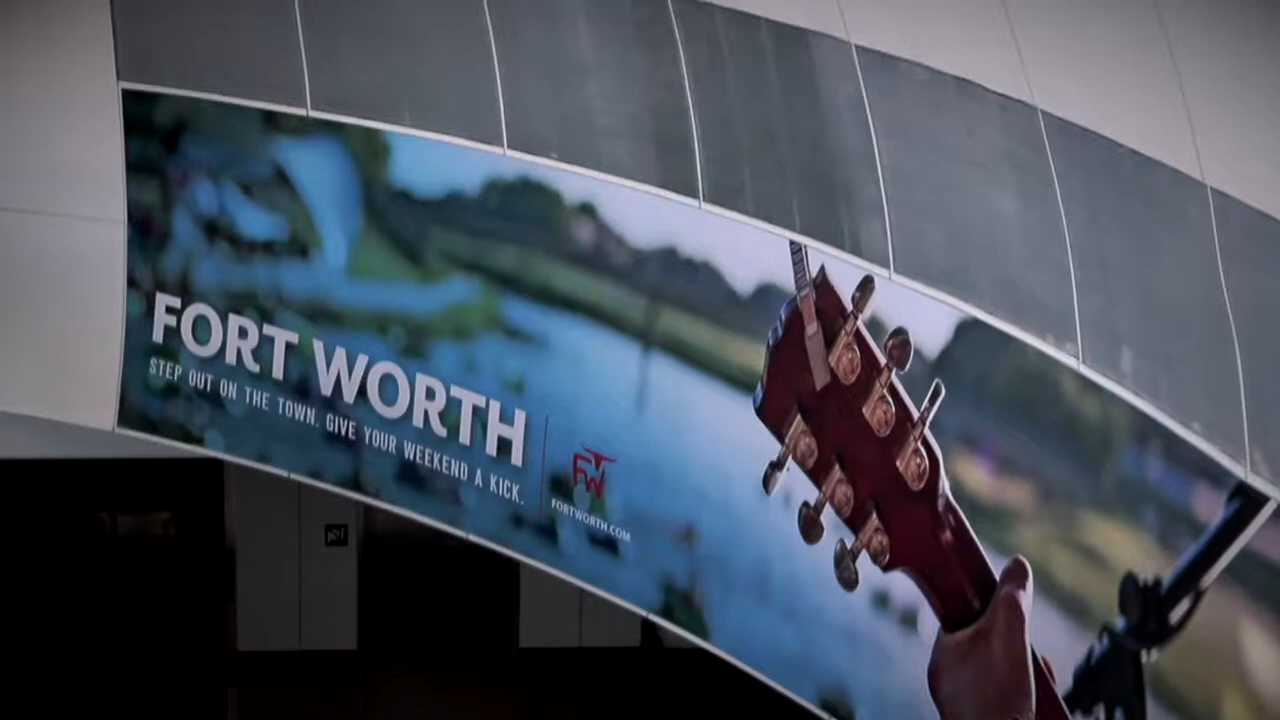 FORT WORTH
STEP OUT ON THE TOWN. GIVE YOUR WEEKEND A KICK.
FW
FORTWORTH.COM